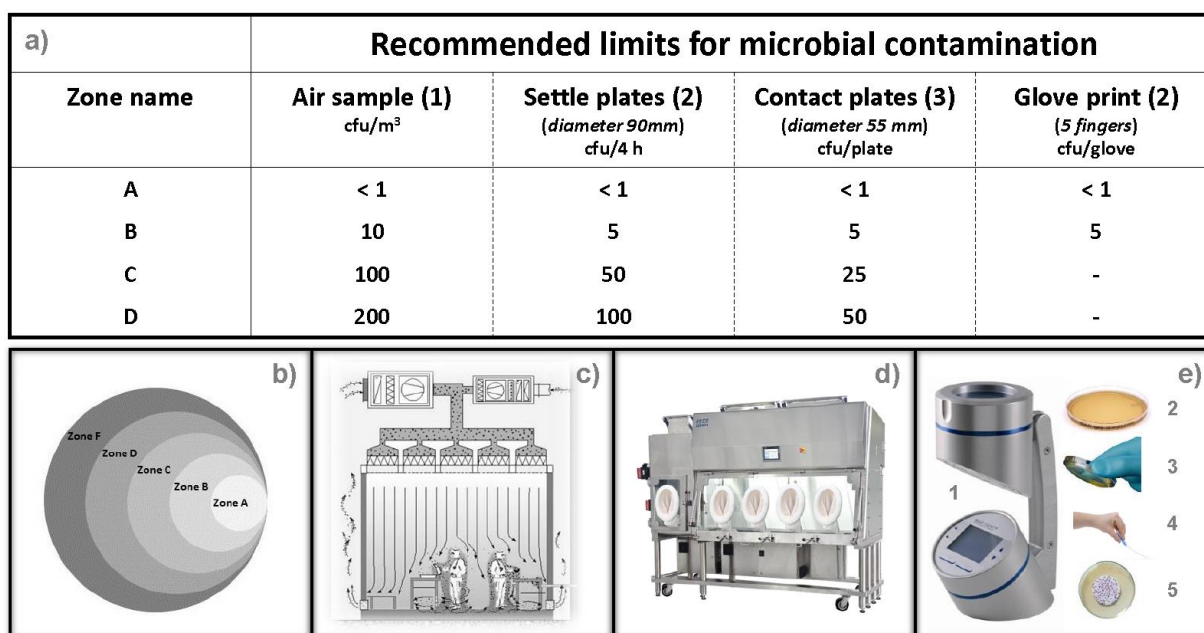 a)
Recommended limits for microbial contamination
Zone name Air sample (1) Settle plates (2) Contact plates (3) Glove print (2)
cfu/m³ (diameter 90mm) (diameter 55 mm) (5 fingers)
cfu/4 h cfu/plate cfu/glove
A < 1 < 1 < 1 < 1
B 10 5 5 5
C 100 50 25 -
D 200 100 50 -
b)
Zone F
Zone D
Zone C
Zone B
Zone A
c)
d)
e)
1
2
3
4
5